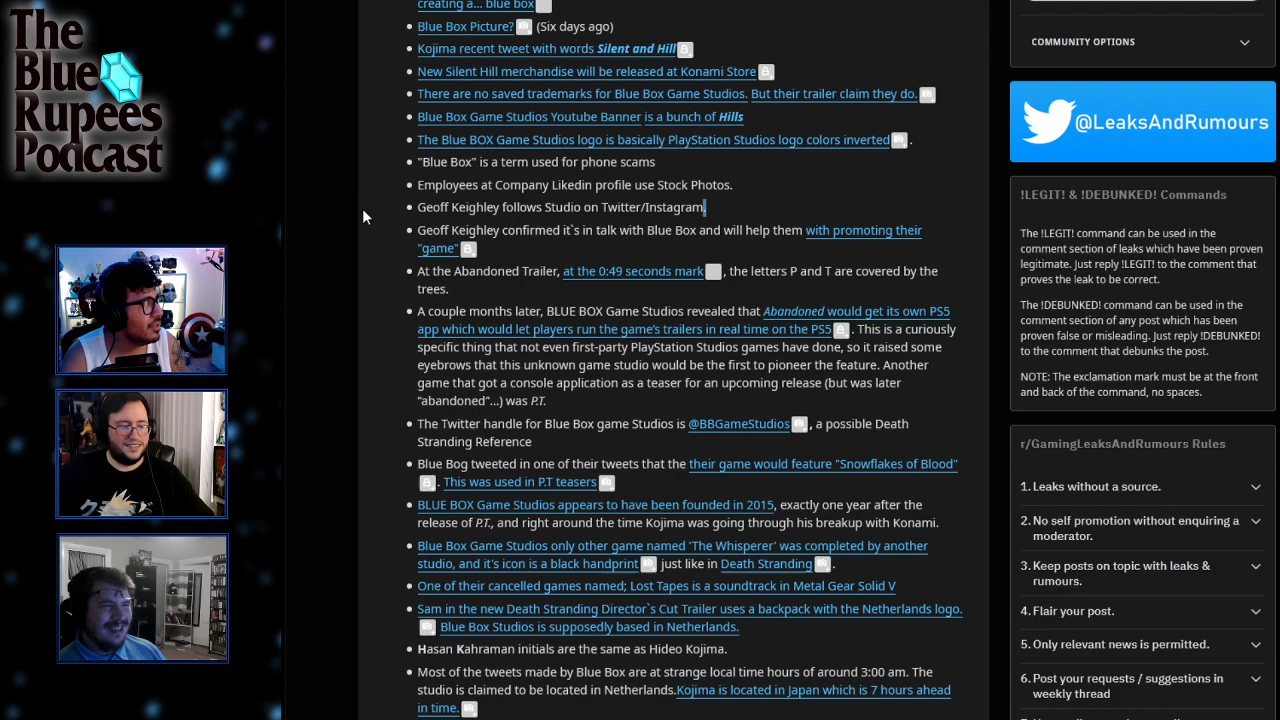 The
Blue
Rupees
Podcast
creating a... blue box
Blue Box Picture? (Six days ago)
Kojima recent tweet with words Silent and Hill
New Silent Hill merchandise will be released at Konami Store
There are no saved trademarks for Blue Box Game Studios. But their trailer claim they do.
Blue Box Game Studios Youtube Banner is a bunch of Hills
The Blue BOX Game Studios logo is basically PlayStation Studios logo colors inverted .
"Blue Box" is a term used for phone scams
Employees at Company Likedin profile use Stock Photos.
Geoff Keighley follows Studio on Twitter/Instagram.
Geoff Keighley confirmed it`s in talk with Blue Box and will help them with promoting their
"game"
At the Abandoned Trailer, at the 0:49 seconds mark , the letters P and T are covered by the
trees.
A couple months later, BLUE BOX Game Studios revealed that Abandoned would get its own PS5
app which would let players run the game's trailers in real time on the PS5 . This is a curiously
specific thing that not even first-party PlayStation Studios games have done, so it raised some
eyebrows that this unknown game studio would be the first to pioneer the feature. Another
game that got a console application as a teaser for an upcoming release (but was later
“abandoned”...) was P.T.
The Twitter handle for Blue Box game Studios is @BBGameStudios , a possible Death
Stranding Reference
Blue Bog tweeted in one of their tweets that the their game would feature "Snowflakes of Blood"
. This was used in P.T teasers
BLUE BOX Game Studios appears to have been founded in 2015, exactly one year after the
release of P.T., and right around the time Kojima was going through his breakup with Konami.
Blue Box Game Studios only other game named 'The Whisperer' was completed by another
studio, and it's icon is a black handprint just like in Death Stranding .
One of their cancelled games named; Lost Tapes is a soundtrack in Metal Gear Solid V
Sam in the new Death Stranding Director`s Cut Trailer uses a backpack with the Netherlands logo.
Blue Box Studios is supposedly based in Netherlands.
Hasan Kahraman initials are the same as Hideo Kojima.
Most of the tweets made by Blue Box are at strange local time hours of around 3:00 am. The
studio is claimed to be located in Netherlands.Kojima is located in Japan which is 7 hours ahead
in time.
COMMUNITY OPTIONS
@LeaksAndRumours
!LEGIT! & !DEBUNKED! Commands
The !LEGIT! command can be used in the
comment section of leaks which have been proven
legitimate. Just reply !LEGIT! to the comment that
proves the leak to be correct.
The !DEBUNKED! command can be used in the
comment section of any post which has been
proven false or misleading. Just reply !DEBUNKED!
to the comment that debunks the post.
NOTE: The exclamation mark must be at the front
and back of the command, no spaces.
r/GamingLeaksAndRumours Rules
1. Leaks without a source.
2. No self promotion without enquiring a
moderator.
3. Keep posts on topic with leaks &
rumours.
4. Flair your post.
5. Only relevant news is permitted.
6. Post your requests / suggestions in
weekly thread